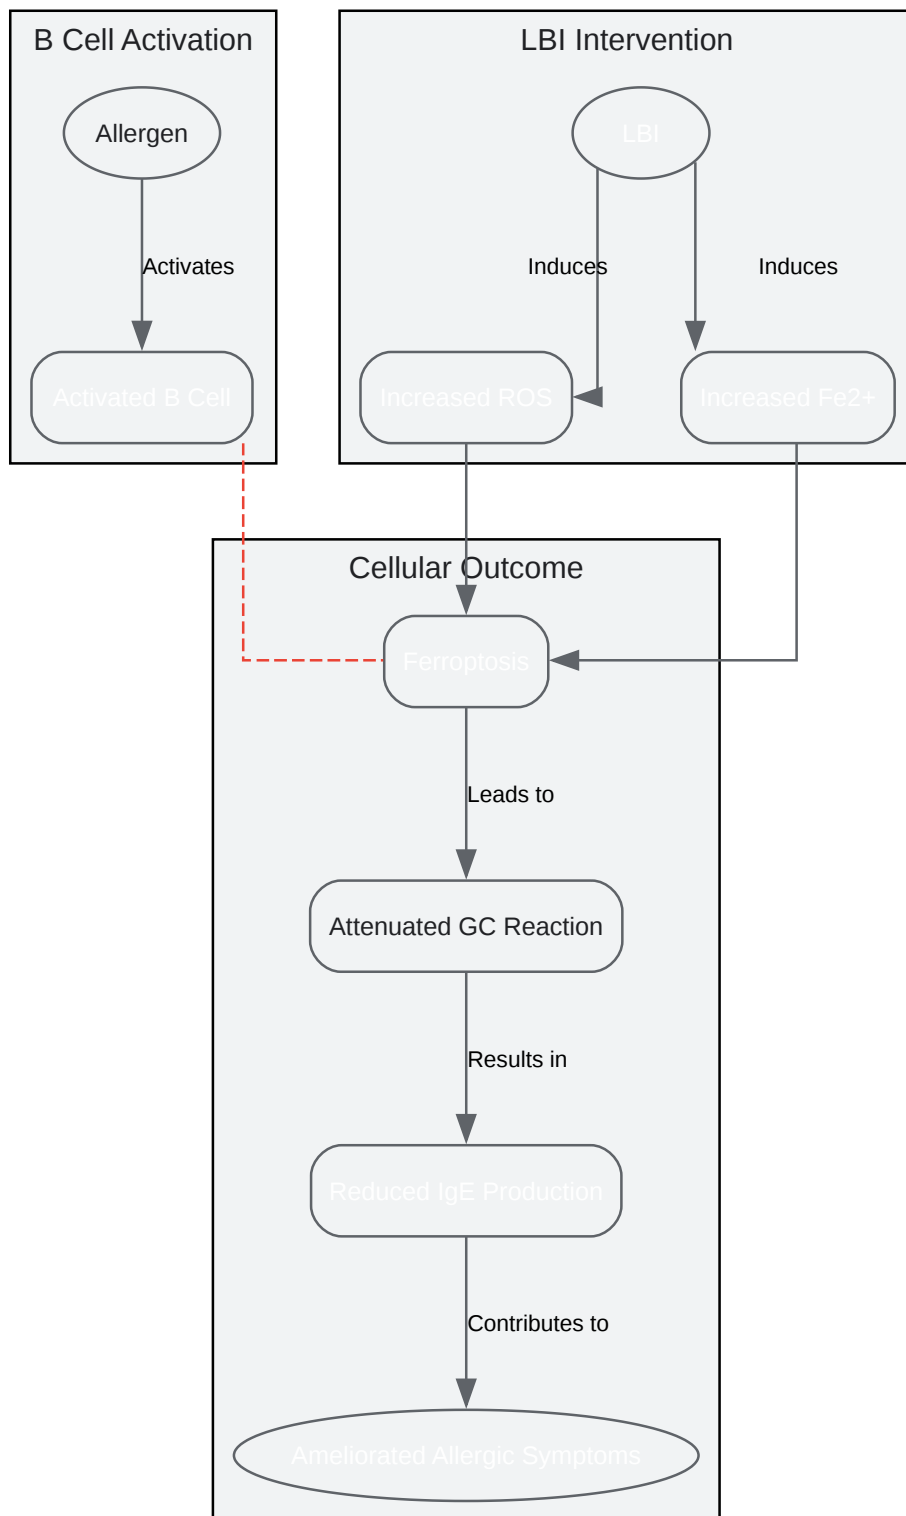 B Cell Activation
LBI Intervention
Allergen
LBI
Activates
Induces
Induces
Activated B Cell
Increased ROS
Increased Fe2+
Cellular Outcome
Ferroptosis
Leads to
Attenuated GC Reaction
Results in
Reduced IgE Production
Contributes to
Ameliorated Allergic Symptoms